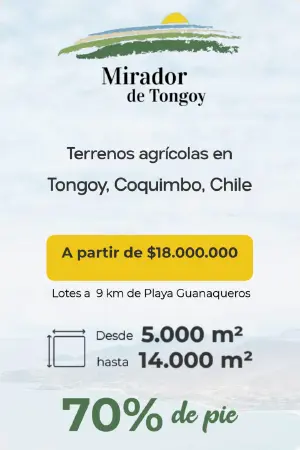 Mirador
de Tongoy
Terrenos agrícolas en
Tongoy, Coquimbo, Chile
A partir de $18.000.000
Lotes a 9 km de Playa Guanaqueros
Desde 5.000 m²
hasta 14.000 m²
70% de pie